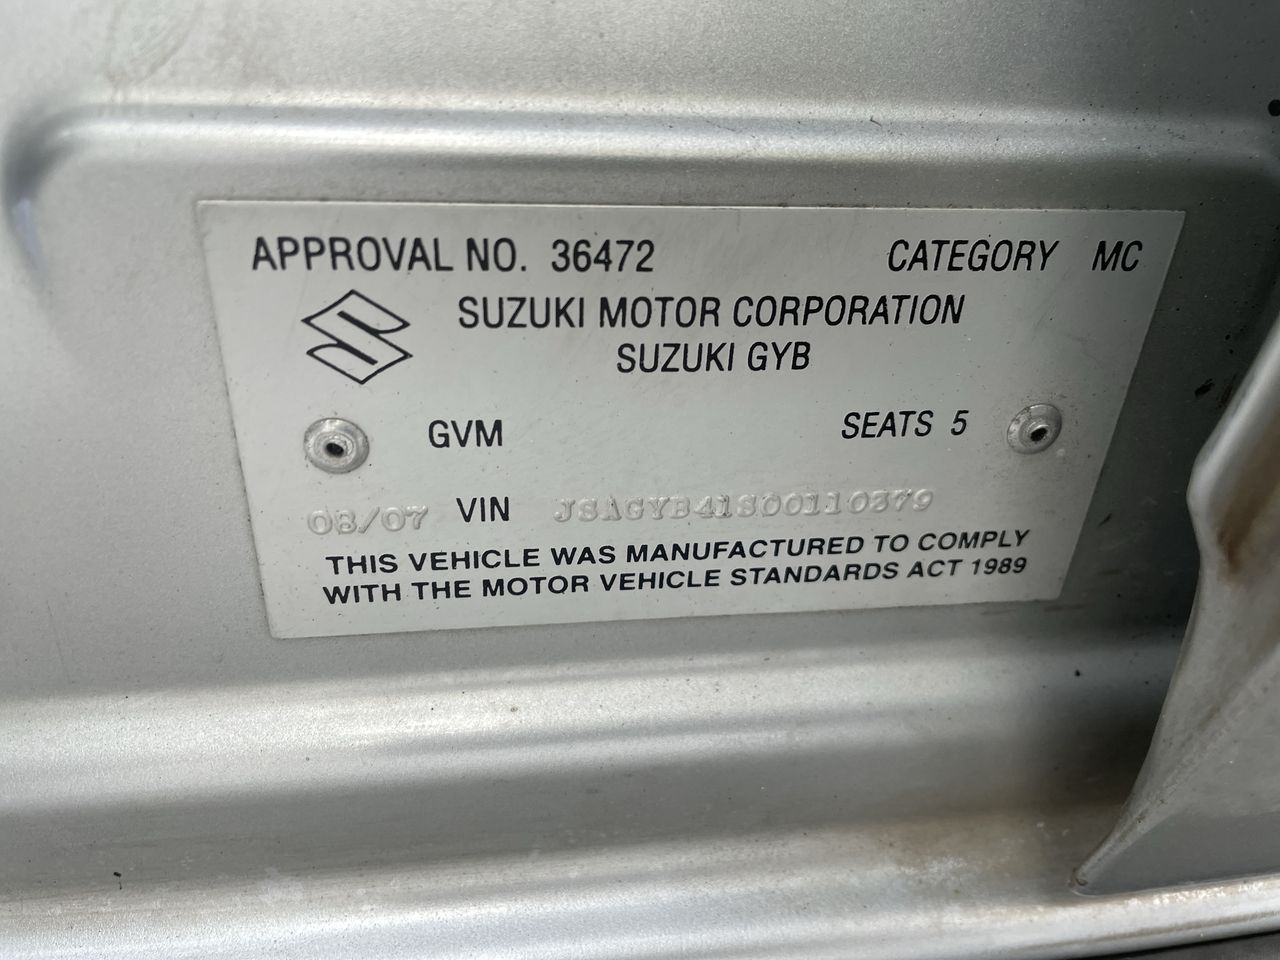 APPROVAL NO. 36472 CATEGORY MC
SUZUKI MOTOR CORPORATION
SUZUKI GYB
GVM SEATS 5
08/07 VIN JSAGYB41S00110379
THIS VEHICLE WAS MANUFACTURED TO COMPLY
WITH THE MOTOR VEHICLE STANDARDS ACT 1989